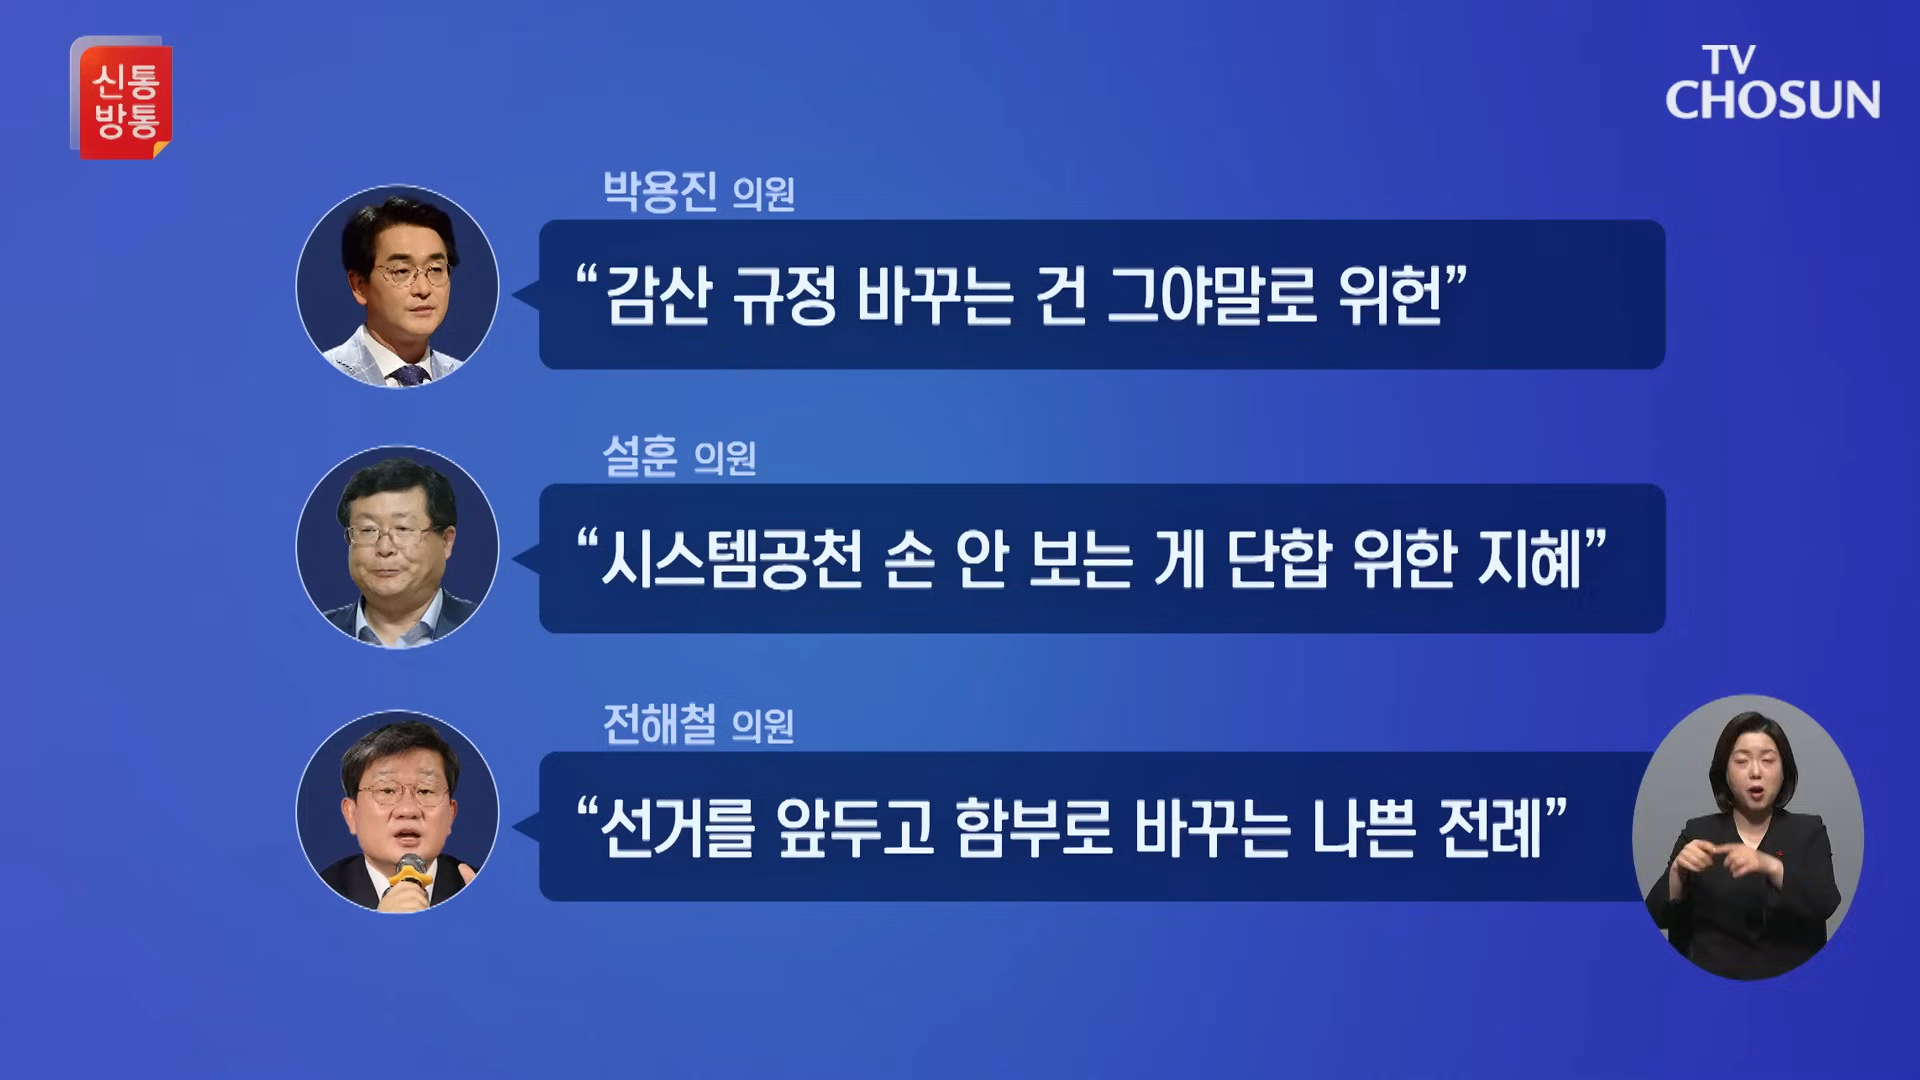 신통
방통
TV
CHOSUN
박용진 의원
“감산 규정 바꾸는 건 그야말로 위헌”
설훈 의원
“시스템공천 손 안 보는 게 단합 위한 지혜”
전해철 의원
“선거를 앞두고 함부로 바꾸는 나쁜 전례”